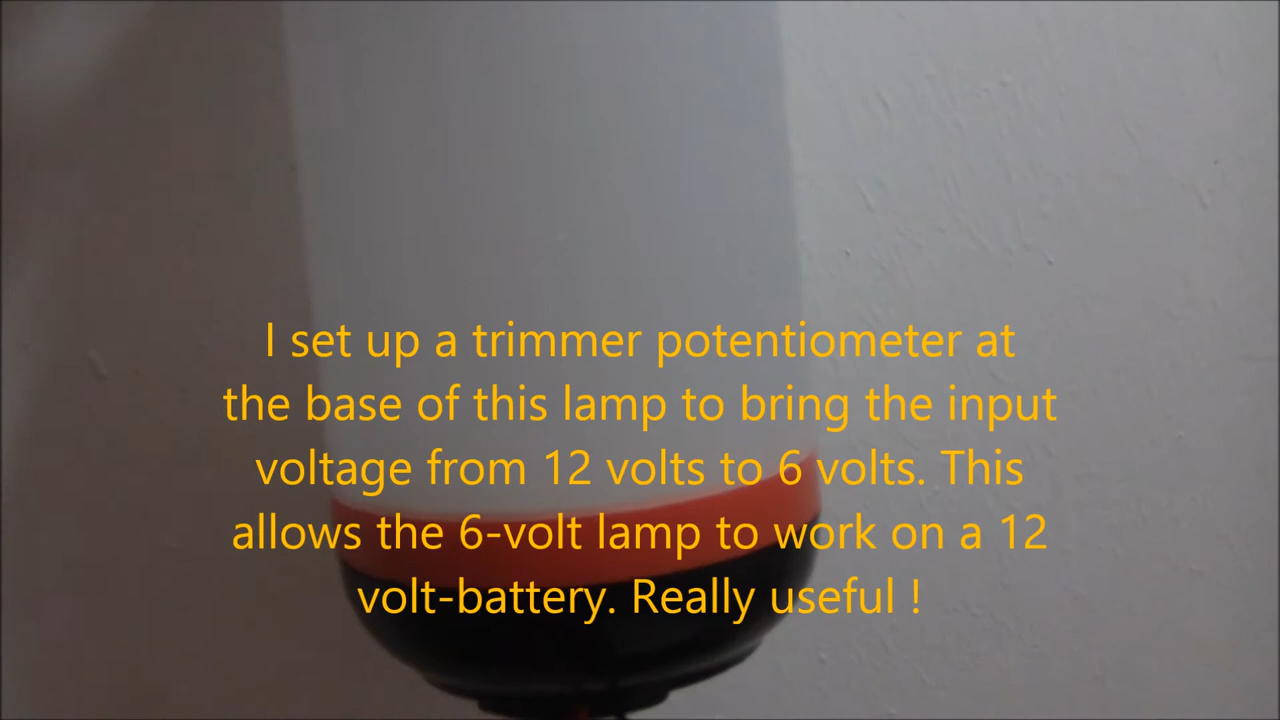 I set up a trimmer potentiometer at
the base of this lamp to bring the input
voltage from 12 volts to 6 volts. This
allows the 6-volt lamp to work on a 12
volt-battery. Really useful !